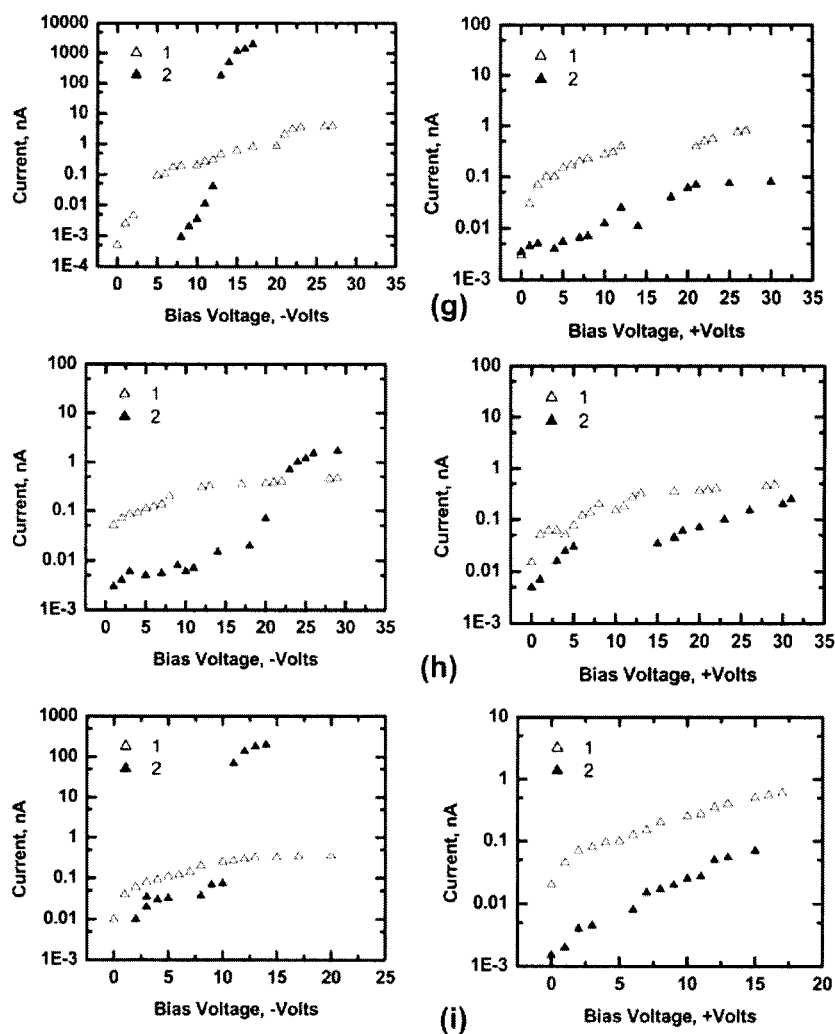 10000
1000
100
10
1
0.1
0.01
1E-3
1E-4
Current, nA
1
2
0 5 10 15 20 25 30 35
Bias Voltage, -Volts
100
10
1
0.1
0.01
1E-3
Current, nA
1
2
0 5 10 15 20 25 30 35
Bias Voltage, +Volts
(g)
100
10
1
0.1
0.01
1E-3
Current, nA
1
2
0 5 10 15 20 25 30 35
Bias Voltage, -Volts
100
10
1
0.1
0.01
1E-3
Current, nA
1
2
0 5 10 15 20 25 30 35
Bias Voltage, +Volts
(h)
1000
100
10
1
0.1
0.01
1E-3
Current, nA
1
2
0 5 10 15 20 25
Bias Voltage, -Volts
10
1
0.1
0.01
1E-3
Current, nA
1
2
0 5 10 15 20
Bias Voltage, +Volts
(i)